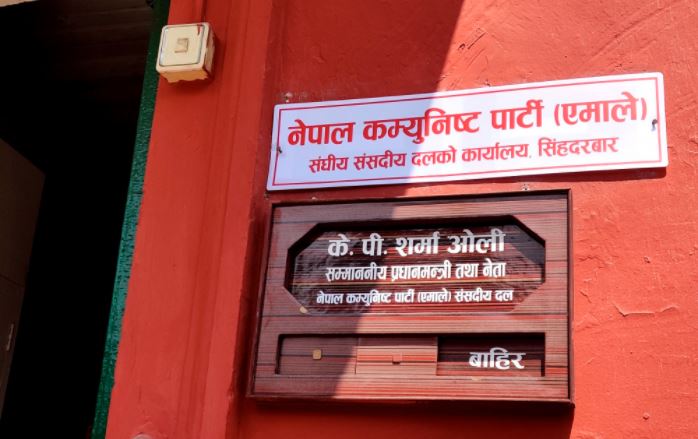 नेपाल कम्युनिष्ट पार्टी (एमाले)
संघीय संसदीय दलको कार्यालय, सिंहदरबार
के. पी. शर्मा ओली
सम्माननीय प्रधानमन्त्री तथा नेता
नेपाल कम्युनिष्ट पार्टी (एमाले) संसदीय दल
बाहिर